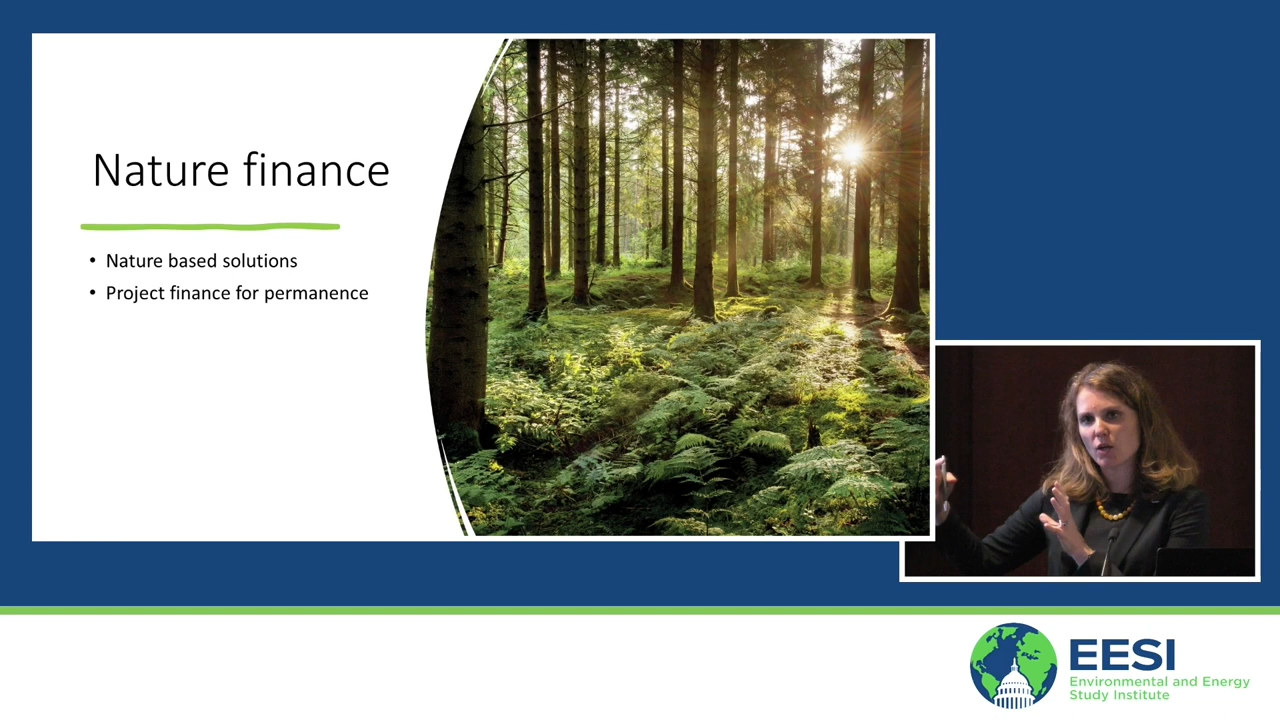 Nature finance
• Nature based solutions
• Project finance for permanence
EESI
Environmental and Energy
Study Institute